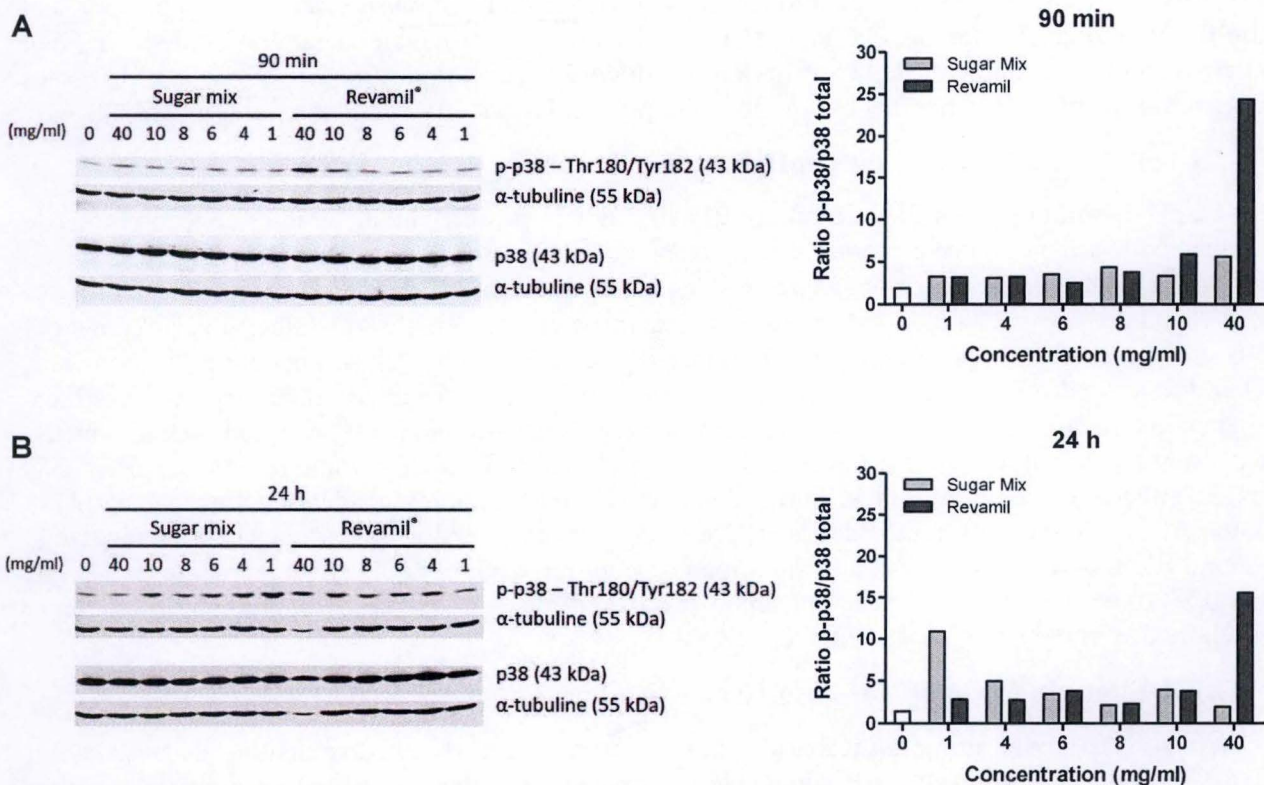 A
90 min
Sugar mix Revamil®
(mg/ml) 0 40 10 8 6 4 1 40 10 8 6 4 1
p-p38 – Thr180/Tyr182 (43 kDa)
α-tubuline (55 kDa)
p38 (43 kDa)
α-tubuline (55 kDa)
90 min
Ratio p-p38/p38 total
30
25
20
15
10
5
0
Sugar Mix
Revamil
0 1 4 6 8 10 40
Concentration (mg/ml)
B
24 h
Sugar mix Revamil®
(mg/ml) 0 40 10 8 6 4 1 40 10 8 6 4 1
p-p38 – Thr180/Tyr182 (43 kDa)
α-tubuline (55 kDa)
p38 (43 kDa)
α-tubuline (55 kDa)
24 h
Ratio p-p38/p38 total
30
25
20
15
10
5
0
Sugar Mix
Revamil
0 1 4 6 8 10 40
Concentration (mg/ml)